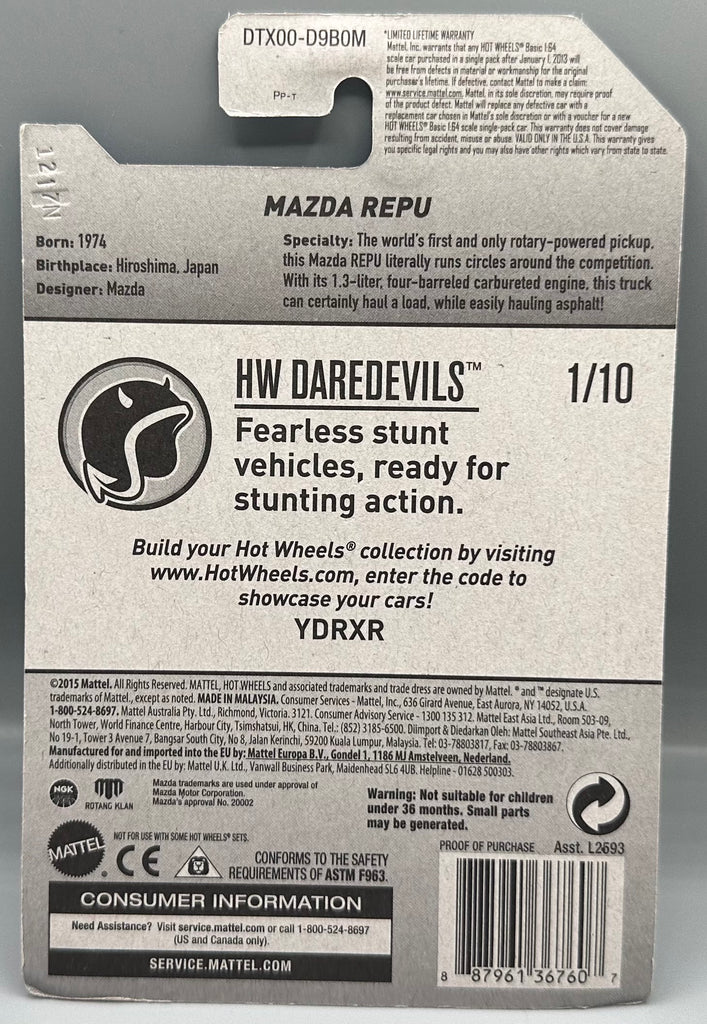 DTX00-D9B0M
PP-T
*LIMITED LIFETIME WARRANTY
Mattel, Inc. warrants that any HOT WHEELS® Basic 1:64
scale car purchased in a single pack after January 1, 2013 will
be free from defects in material or workmanship for the original
purchaser's lifetime. If defective, contact Mattel to make a claim:
www.service.mattel.com. Mattel, in its sole discretion, may require proof
of the product defect. Mattel will replace any defective car with a
replacement car chosen in Mattel's sole discretion or with a voucher for a new
HOT WHEELS® Basic 1:64 scale single-pack car. This warranty does not cover damage
resulting from accident, misuse or abuse. VALID ONLY IN THE U.S.A. This warranty gives
you specific legal rights and you may also have other rights which vary from state to state.
1217N
MAZDA REPU
Born: 1974
Birthplace: Hiroshima, Japan
Designer: Mazda
Specialty: The world's first and only rotary-powered pickup,
this Mazda REPU literally runs circles around the competition.
With its 1.3-liter, four-barreled carbureted engine, this truck
can certainly haul a load, while easily hauling asphalt!
HW DAREDEVILS™
1/10
Fearless stunt
vehicles, ready for
stunting action.
Build your Hot Wheels® collection by visiting
www.HotWheels.com, enter the code to
showcase your cars!
YDRXR
©2015 Mattel. All Rights Reserved. MATTEL, HOT WHEELS and associated trademarks and trade dress are owned by Mattel. ® and ™ designate U.S.
trademarks of Mattel., except as noted. MADE IN MALAYSIA. Consumer Services - Mattel, Inc., 636 Girard Avenue, East Aurora, NY 14052, U.S.A.
1-800-524-8697. Mattel Australia Pty. Ltd., Richmond, Victoria. 3121. Consumer Advisory Service - 1300 135 312. Mattel East Asia Ltd., Room 503-09,
North Tower, World Finance Centre, Harbour City, Tsimshatsui, HK, China. Tel.: (852) 3185-6500. Diimport & Diedarkan Oleh: Mattel Southeast Asia Pte. Ltd.,
No 19-1, Tower 3 Avenue 7, Bangsar South City, No 8, Jalan Kerinchi, 59200 Kuala Lumpur, Malaysia. Tel: 03-78803817, Fax: 03-78803867.
Manufactured for and imported into the EU by: Mattel Europa B.V., Gondel 1, 1186 MJ Amstelveen, Nederland.
Additionally distributed in the EU by: Mattel U.K. Ltd., Vanwall Business Park, Maidenhead SL6 4UB. Helpline - 01628 500303.
NGK
ROTANG KLAN
Mazda trademarks are used under approval of
Mazda Motor Corporation.
Mazda's approval No. 20002
Warning: Not suitable for children
under 36 months. Small parts
may be generated.
MATTEL
NOT FOR USE WITH SOME HOT WHEELS® SETS.
CE
CONFORMS TO THE SAFETY
REQUIREMENTS OF ASTM F963.
PROOF OF PURCHASE Asst. L2593
CONSUMER INFORMATION
Need Assistance? Visit service.mattel.com or call 1-800-524-8697
(US and Canada only).
SERVICE.MATTEL.COM
8 87961 36760 7